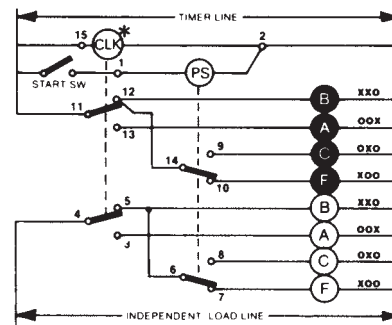 TIMER LINE
15 CLK * 2
START SW 1 PS
12 B XXO
11
13 A OOX
9 C OXO
14
10 F XOO
5 B XXO
4
3 A OOX
8 C OXO
6
7 F XOO
INDEPENDENT LOAD LINE